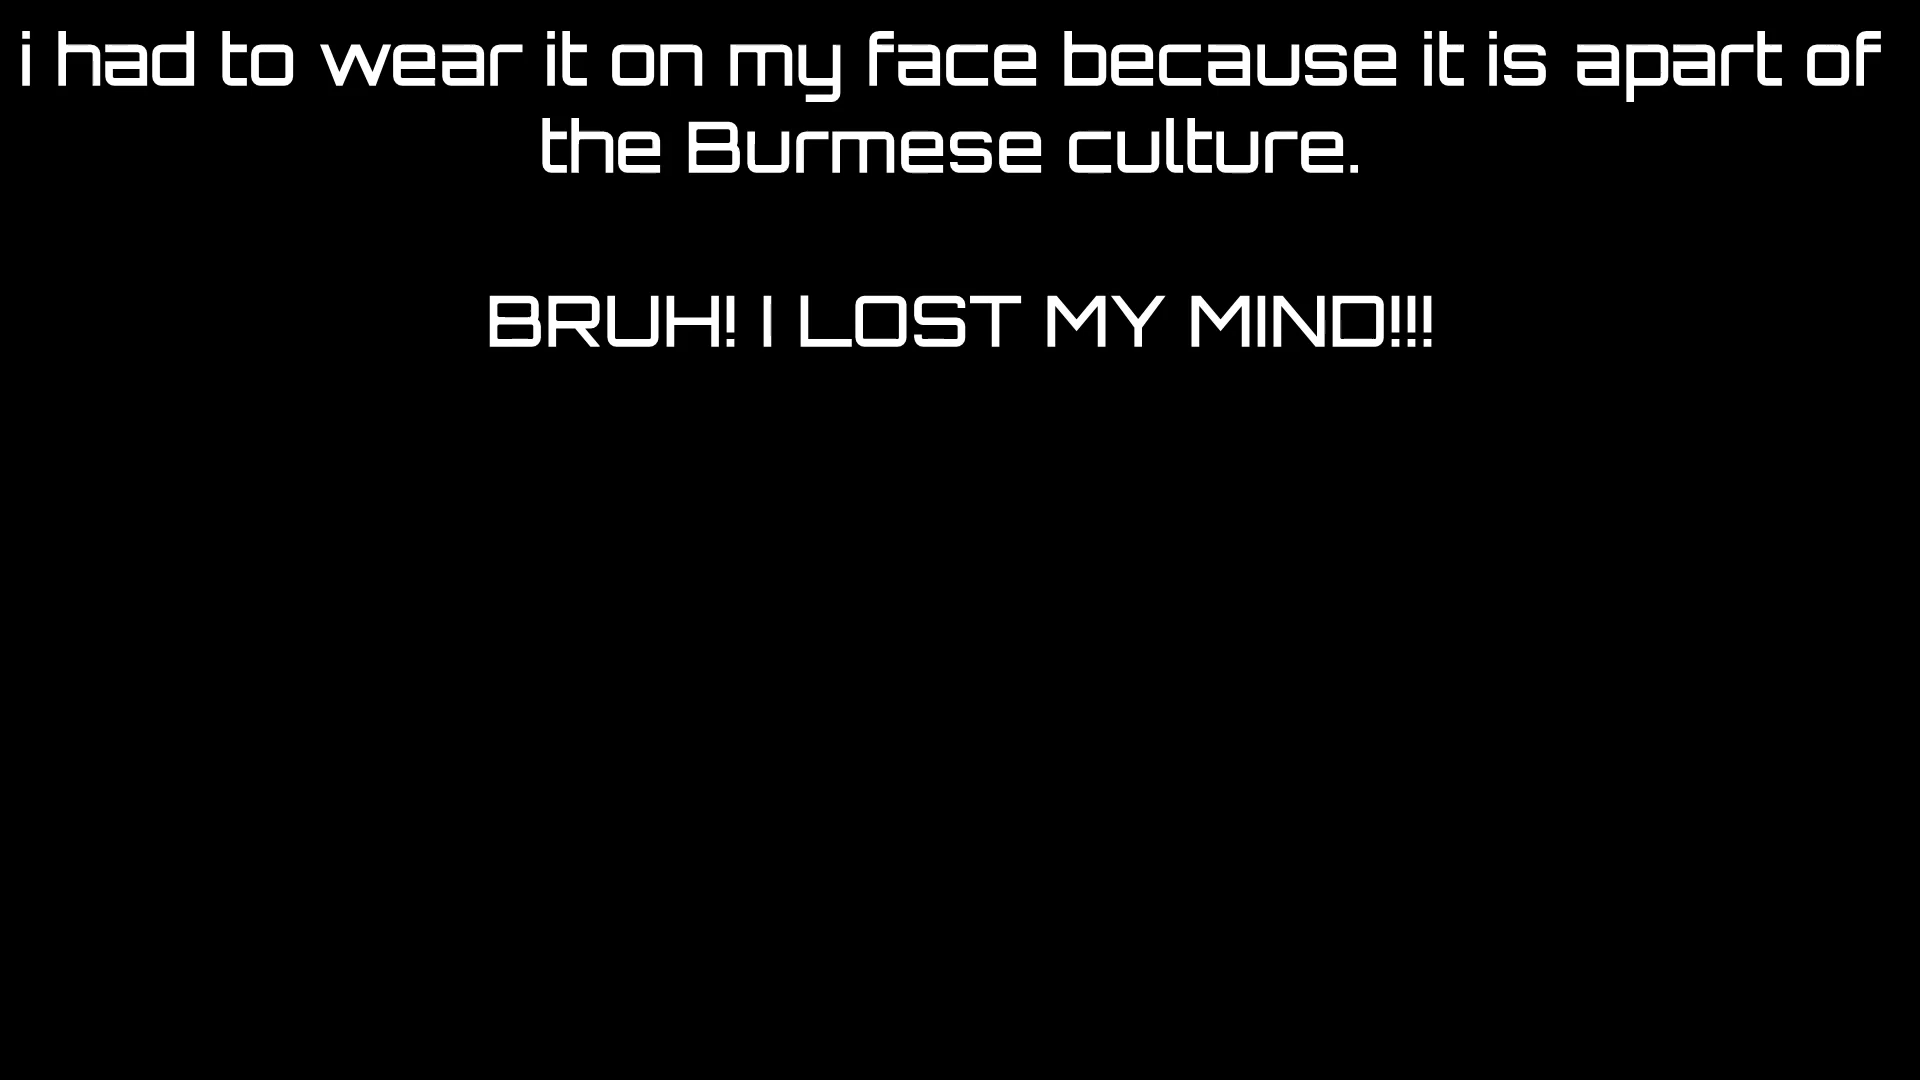 i had to wear it on my face because it is apart of
the Burmese culture.
BRUH! I LOST MY MIND!!!